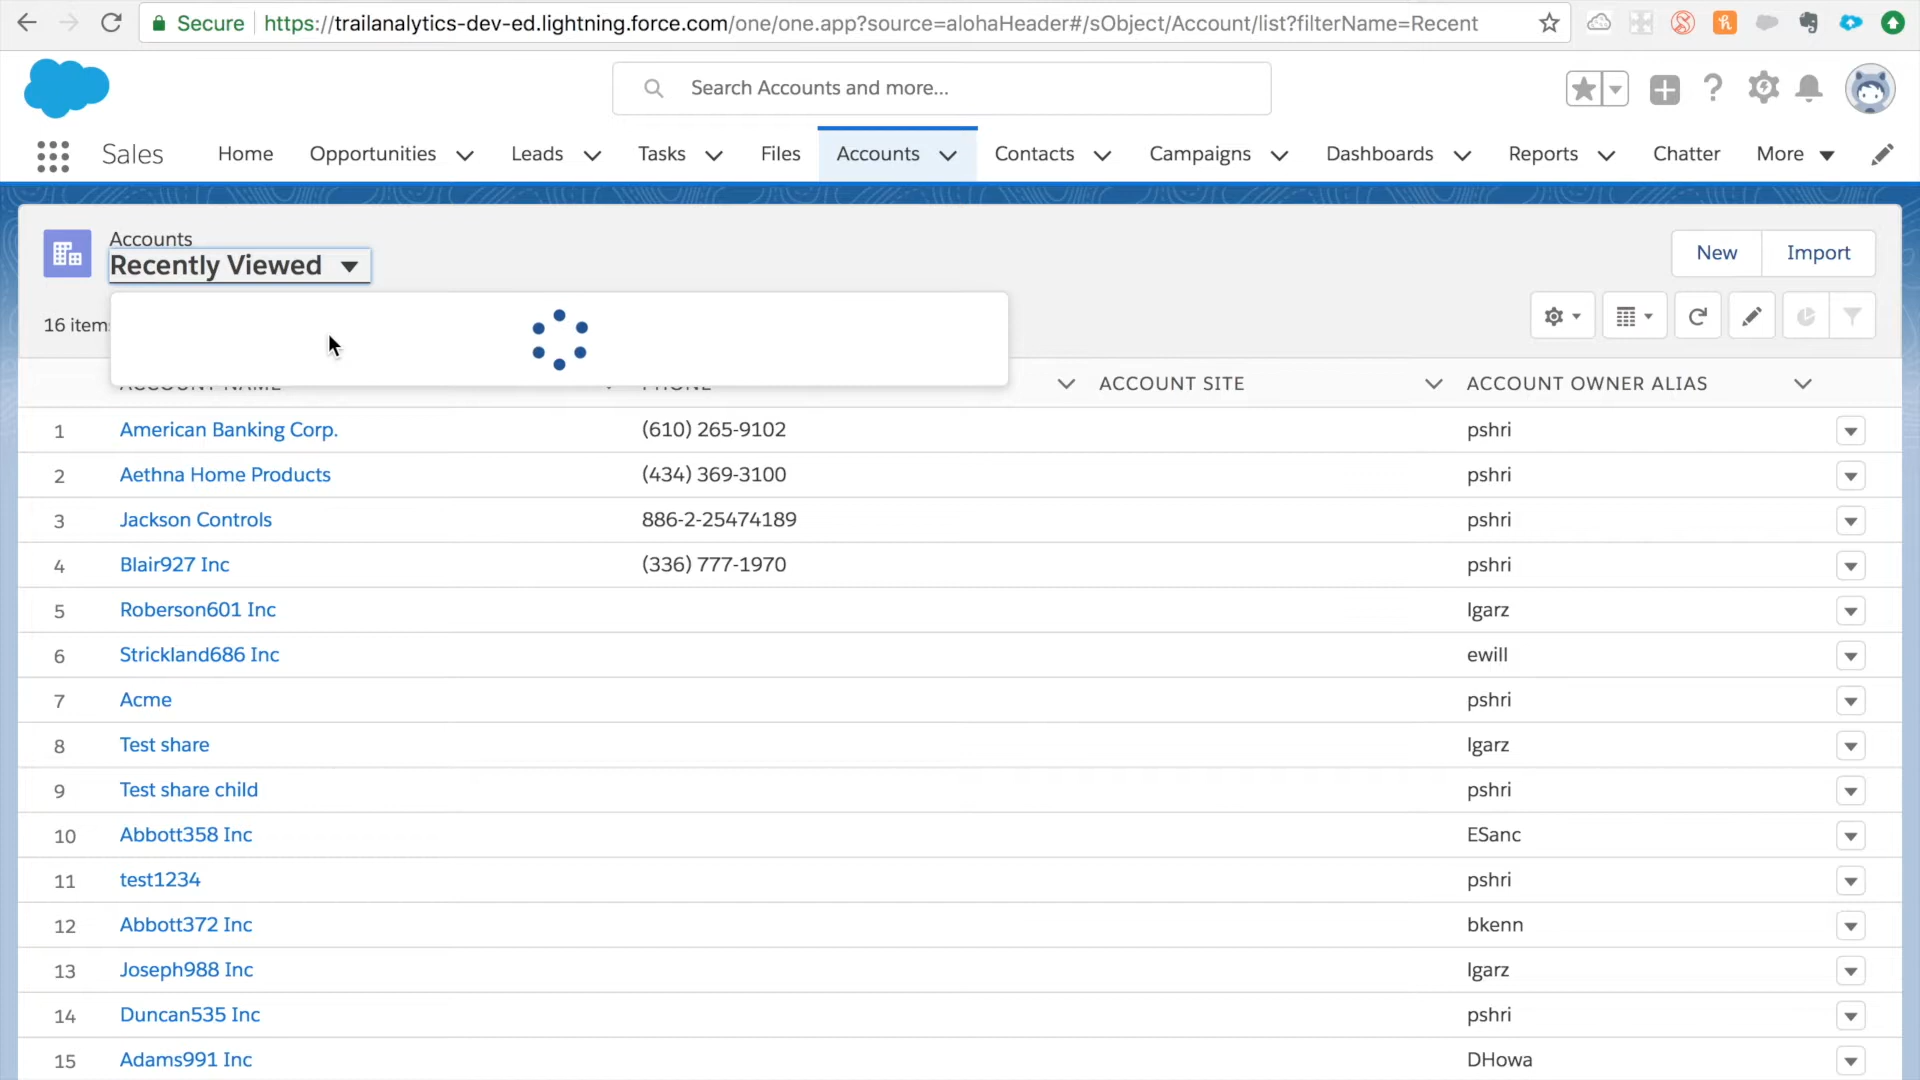 Secure https://trailanalytics-dev-ed.lightning.force.com/one/one.app?source=alohaHeader#/sObject/Account/list?filterName=Recent
Search Accounts and more...
Sales Home Opportunities Leads Tasks Files Accounts Contacts Campaigns Dashboards Reports Chatter More
Accounts
Recently Viewed
New Import
16 item
ACCOUNT NAME PHONE ACCOUNT SITE ACCOUNT OWNER ALIAS
1 American Banking Corp. (610) 265-9102 pshri
2 Aethna Home Products (434) 369-3100 pshri
3 Jackson Controls 886-2-25474189 pshri
4 Blair927 Inc (336) 777-1970 pshri
5 Roberson601 Inc lgarz
6 Strickland686 Inc ewill
7 Acme pshri
8 Test share lgarz
9 Test share child pshri
10 Abbott358 Inc ESanc
11 test1234 pshri
12 Abbott372 Inc bkenn
13 Joseph988 Inc lgarz
14 Duncan535 Inc pshri
15 Adams991 Inc DHowa